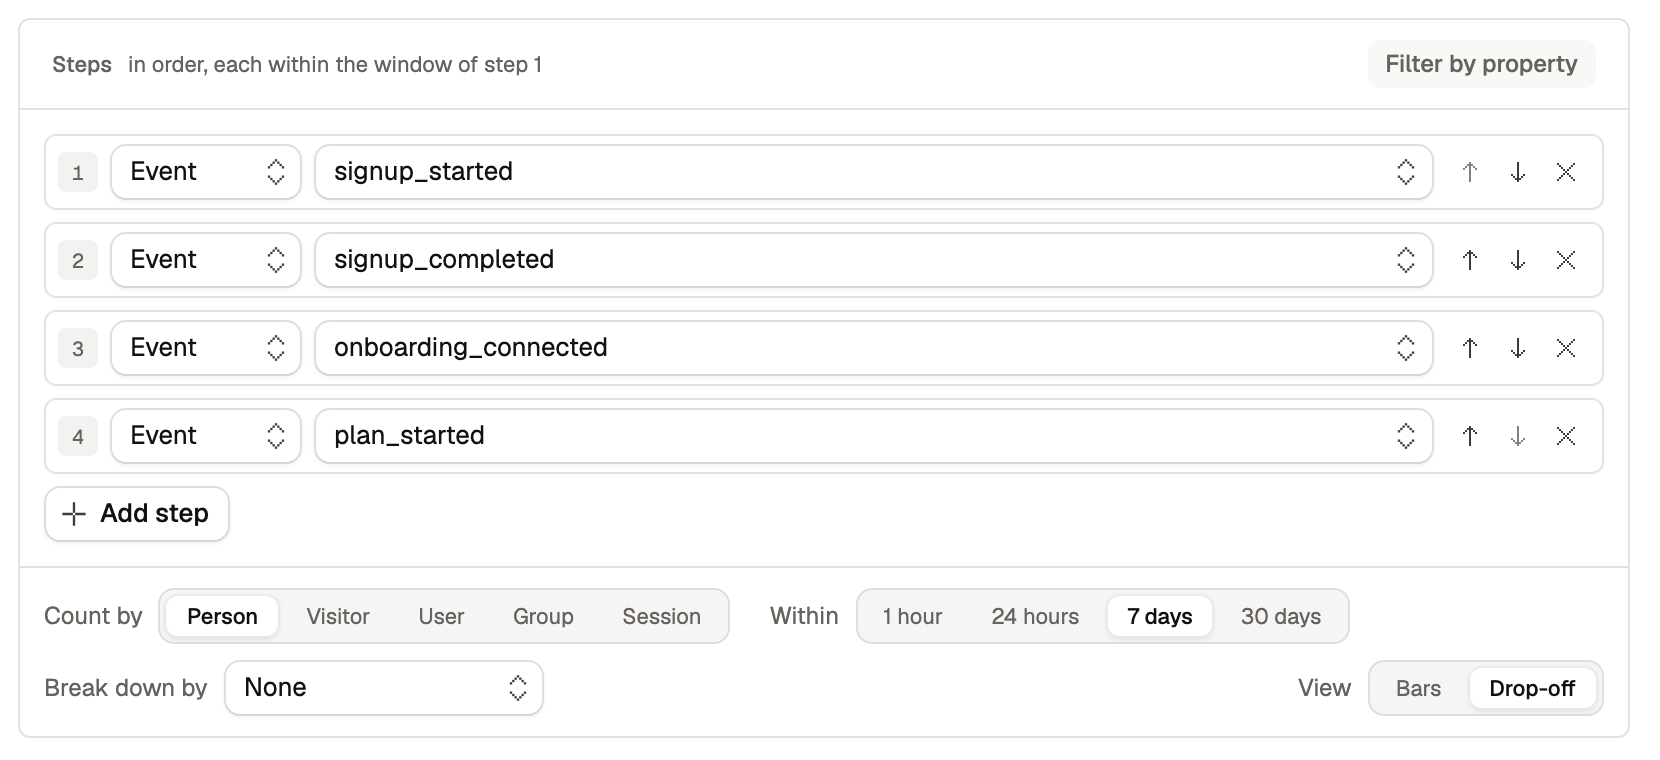 Steps in order, each within the window of step 1 Filter by property
1 Event signup_started
2 Event signup_completed
3 Event onboarding_connected
4 Event plan_started
Add step
Count by Person Visitor User Group Session Within 1 hour 24 hours 7 days 30 days
Break down by None View Bars Drop-off